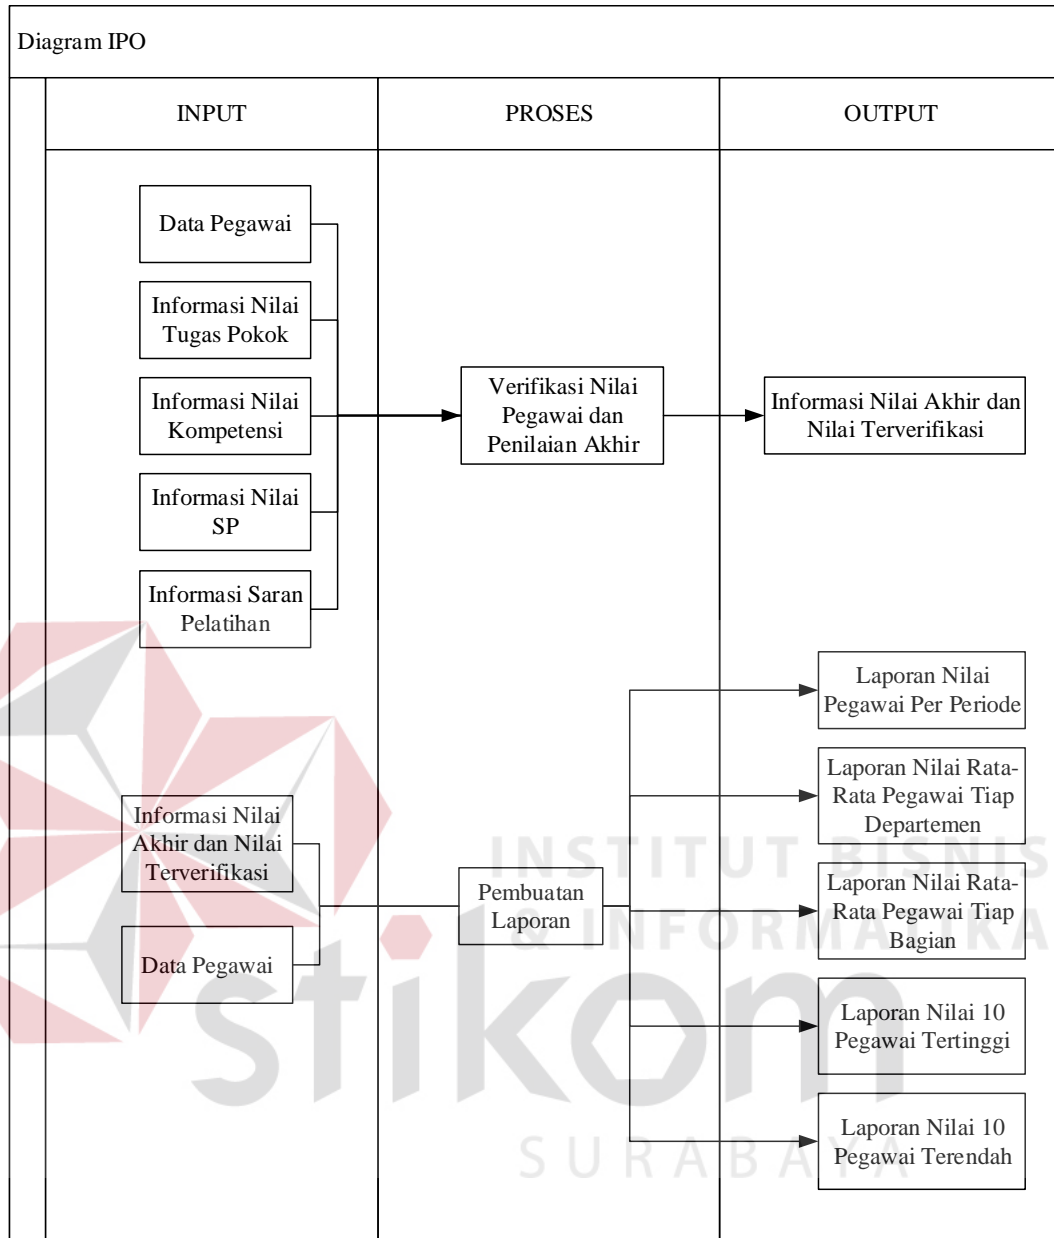 Diagram IPO
INPUT
PROSES
OUTPUT
Data Pegawai
Informasi Nilai
Tugas Pokok
Informasi Nilai
Kompetensi
Informasi Nilai
SP
Informasi Saran
Pelatihan
Verifikasi Nilai
Pegawai dan
Penilaian Akhir
Informasi Nilai Akhir dan
Nilai Terverifikasi
Informasi Nilai
Akhir dan Nilai
Terverifikasi
Data Pegawai
Pembuatan
Laporan
Laporan Nilai
Pegawai Per Periode
Laporan Nilai Rata-
Rata Pegawai Tiap
Departemen
Laporan Nilai Rata-
Rata Pegawai Tiap
Bagian
Laporan Nilai 10
Pegawai Tertinggi
Laporan Nilai 10
Pegawai Terendah
INSTITUT BISNIS
& INFORMATIKA
stikom
SURABAYA